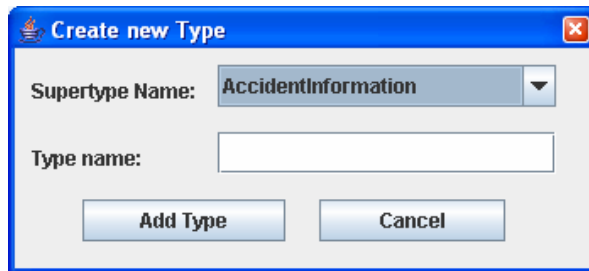 Create new Type
Supertype Name: AccidentInformation
Type name:
Add Type Cancel